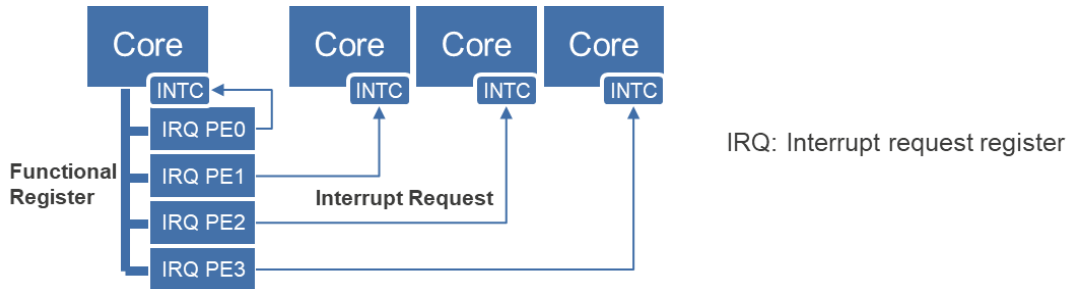 Core
Core
Core
Core
INTC
INTC
INTC
INTC
IRQ PE0
IRQ: Interrupt request register
Functional
Register
IRQ PE1
Interrupt Request
IRQ PE2
IRQ PE3